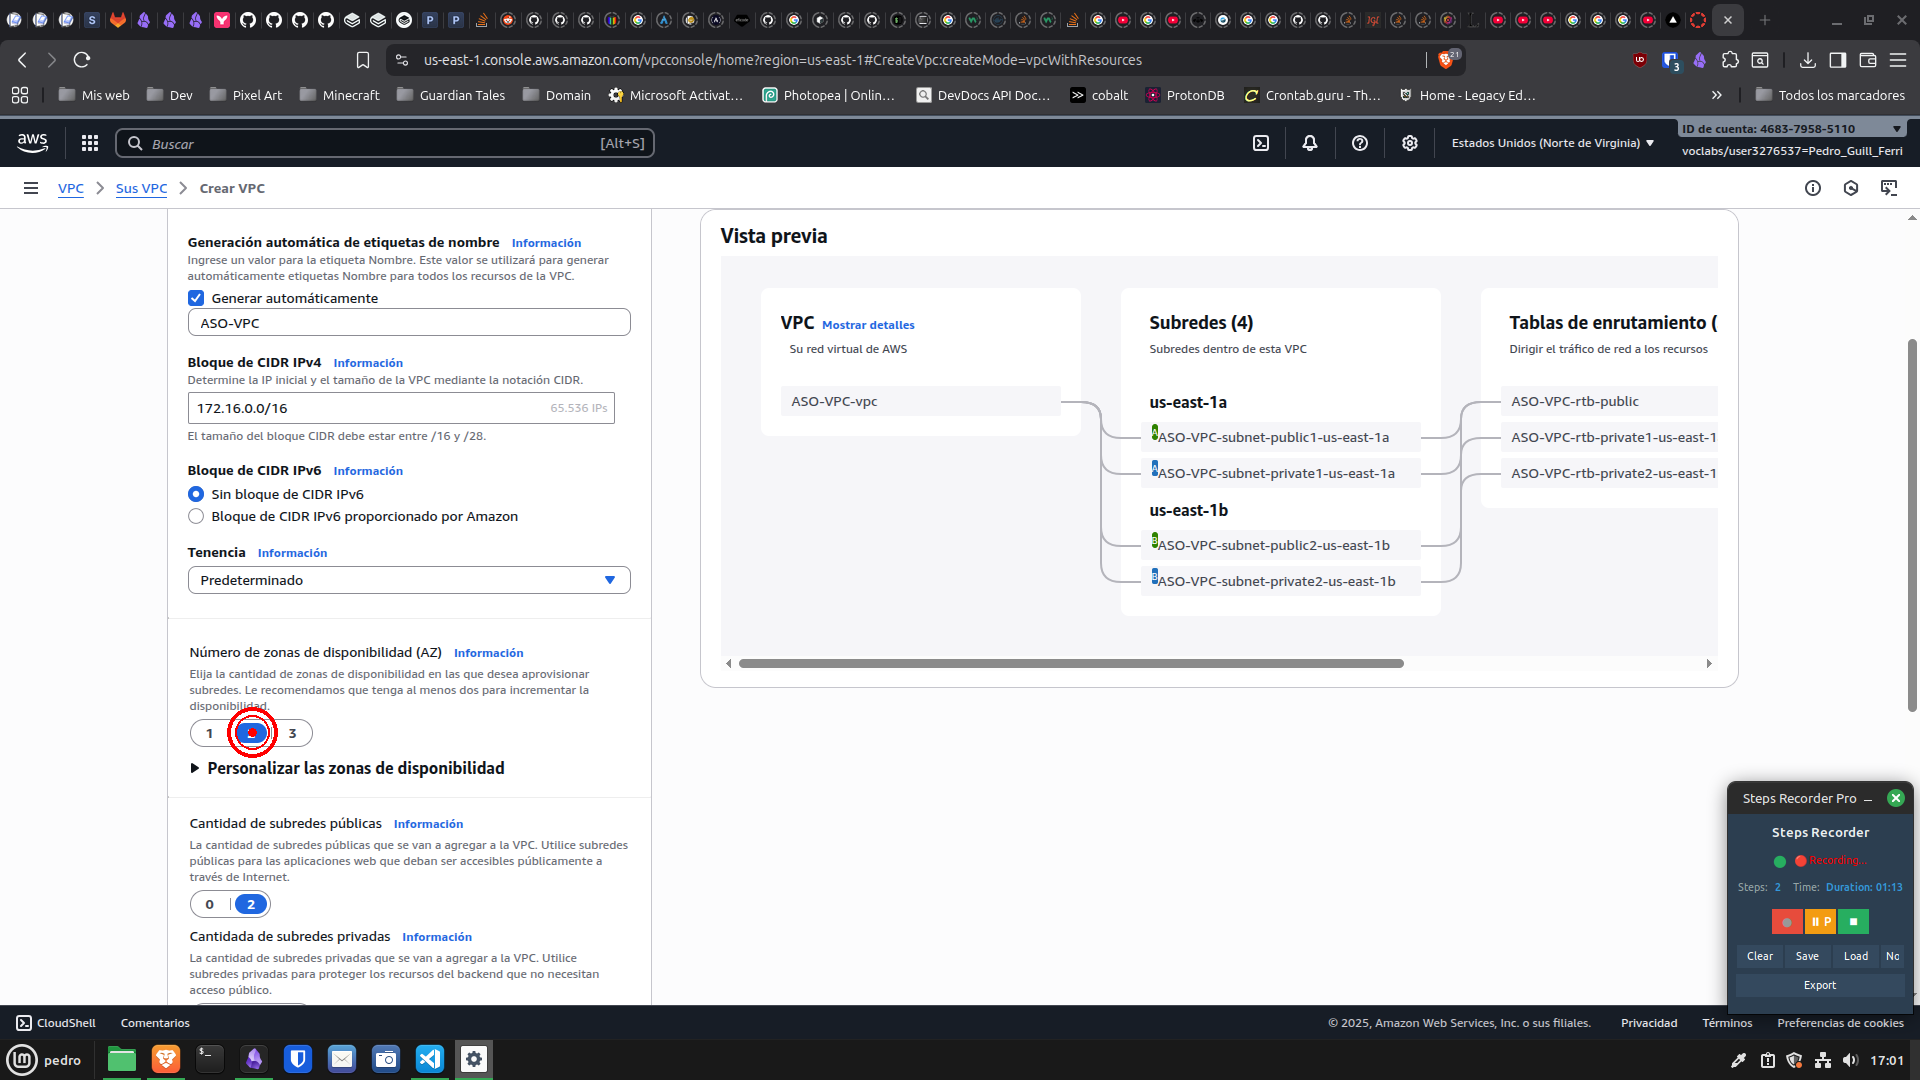 us-east-1.console.aws.amazon.com/vpcconsole/home?region=us-east-1#CreateVpc:createMode=vpcWithResources
21
3
Mis web
Dev
Pixel Art
Minecraft
Guardian Tales
Domain
Microsoft Activat...
Photopea | Onlin...
DevDocs API Doc...
cobalt
ProtonDB
Crontab.guru - Th...
Home - Legacy Ed...
Todos los marcadores
aws
Buscar
[Alt+S]
Estados Unidos (Norte de Virginia)
ID de cuenta: 4683-7958-5110
voclabs/user3276537=Pedro_Guill_Ferri
VPC
Sus VPC
Crear VPC
Generación automática de etiquetas de nombre Información
Ingrese un valor para la etiqueta Nombre. Este valor se utilizará para generar
automáticamente etiquetas Nombre para todos los recursos de la VPC.
Generar automáticamente
ASO-VPC
Bloque de CIDR IPv4 Información
Determine la IP inicial y el tamaño de la VPC mediante la notación CIDR.
172.16.0.0/16 65.536 IPs
El tamaño del bloque CIDR debe estar entre /16 y /28.
Bloque de CIDR IPv6 Información
Sin bloque de CIDR IPv6
Bloque de CIDR IPv6 proporcionado por Amazon
Tenencia Información
Predeterminado
Número de zonas de disponibilidad (AZ) Información
Elija la cantidad de zonas de disponibilidad en las que desea aprovisionar
subredes. Le recomendamos que tenga al menos dos para incrementar la
disponibilidad.
1 3
Personalizar las zonas de disponibilidad
Cantidad de subredes públicas Información
La cantidad de subredes públicas que se van a agregar a la VPC. Utilice subredes
públicas para las aplicaciones web que deban ser accesibles públicamente a
través de Internet.
0 2
Cantidada de subredes privadas Información
La cantidad de subredes privadas que se van a agregar a la VPC. Utilice
subredes privadas para proteger los recursos del backend que no necesitan
acceso público.
Vista previa
VPC Mostrar detalles
Su red virtual de AWS
ASO-VPC-vpc
Subredes (4)
Subredes dentro de esta VPC
us-east-1a
A ASO-VPC-subnet-public1-us-east-1a
A ASO-VPC-subnet-private1-us-east-1a
us-east-1b
B ASO-VPC-subnet-public2-us-east-1b
B ASO-VPC-subnet-private2-us-east-1b
Tablas de enrutamiento (
Dirigir el tráfico de red a los recursos
ASO-VPC-rtb-public
ASO-VPC-rtb-private1-us-east-1
ASO-VPC-rtb-private2-us-east-1
Steps Recorder Pro
Steps Recorder
Recording...
Steps: 2 Time: Duration: 01:13
P
Clear Save Load No
Export
CloudShell
Comentarios
© 2025, Amazon Web Services, Inc. o sus filiales.
Privacidad
Términos
Preferencias de cookies
pedro
17:01